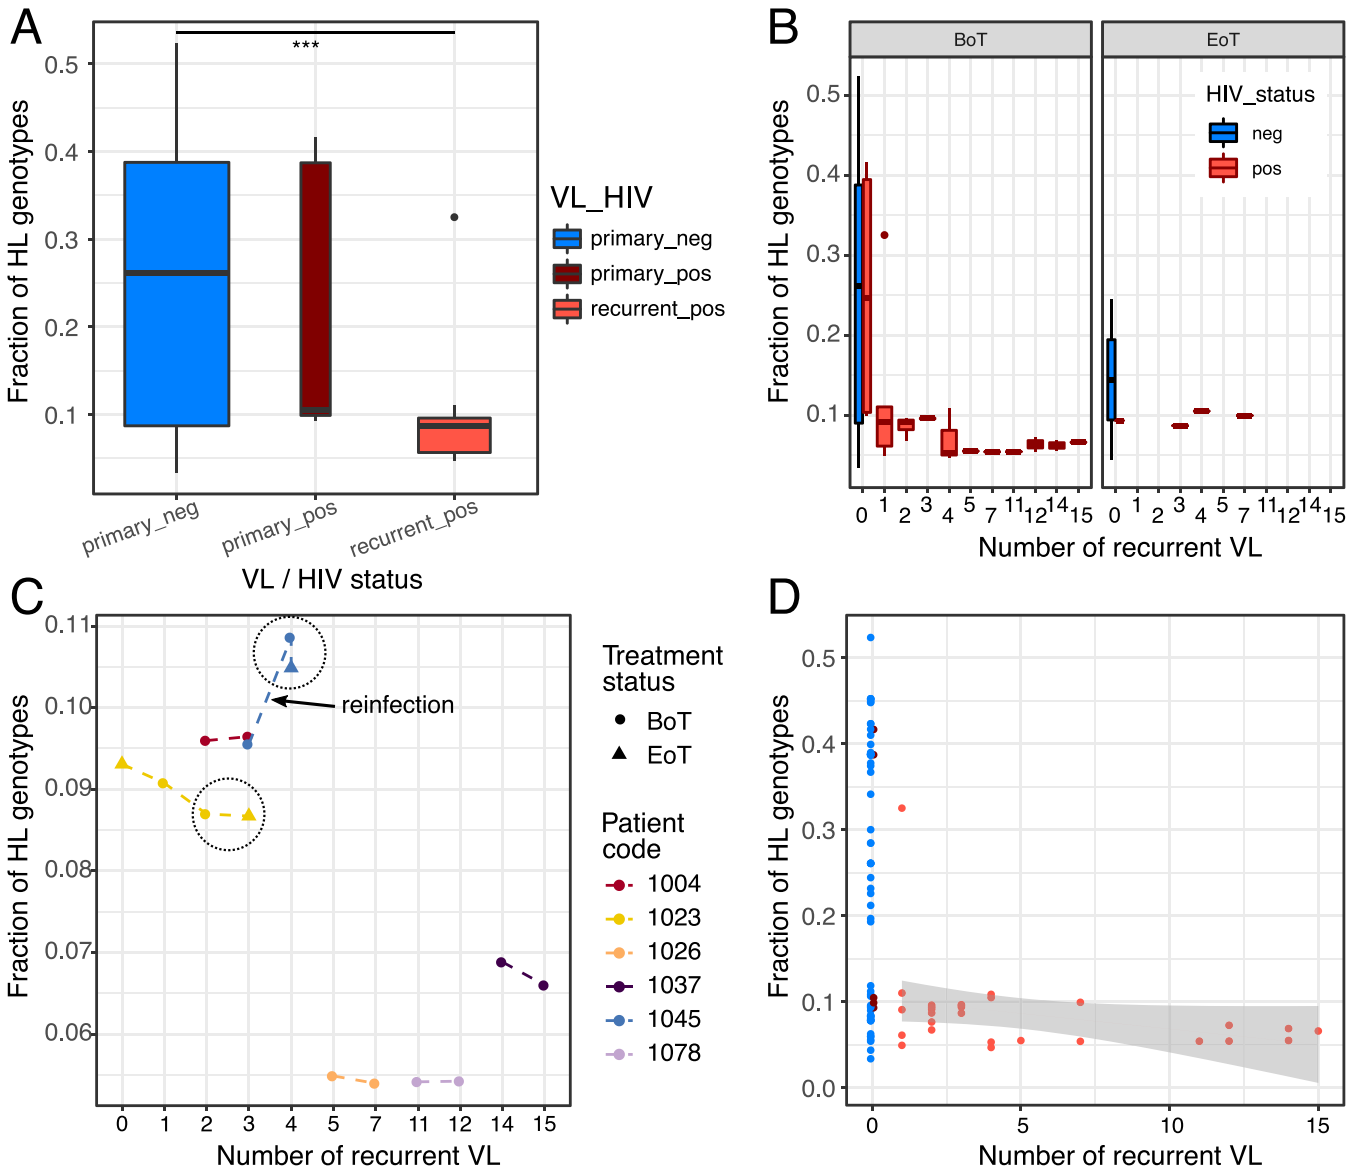 A
***
0.5
0.4
0.3
0.2
0.1
Fraction of HL genotypes
primary_neg
primary_pos
recurrent_pos
VL / HIV status
VL_HIV
primary_neg
primary_pos
recurrent_pos
B
BoT
EoT
0.5
0.4
0.3
0.2
0.1
Fraction of HL genotypes
HIV_status
neg
pos
0 1 2 3 4 5 7 11 12 14 15
0 1 2 3 4 5 7 11 12 14 15
Number of recurrent VL
C
0.11
0.10
0.09
0.08
0.07
0.06
Fraction of HL genotypes
reinfection
0 1 2 3 4 5 7 11 12 14 15
Number of recurrent VL
Treatment
status
BoT
EoT
Patient
code
1004
1023
1026
1037
1045
1078
D
0.5
0.4
0.3
0.2
0.1
0.0
Fraction of HL genotypes
0 5 10 15
Number of recurrent VL